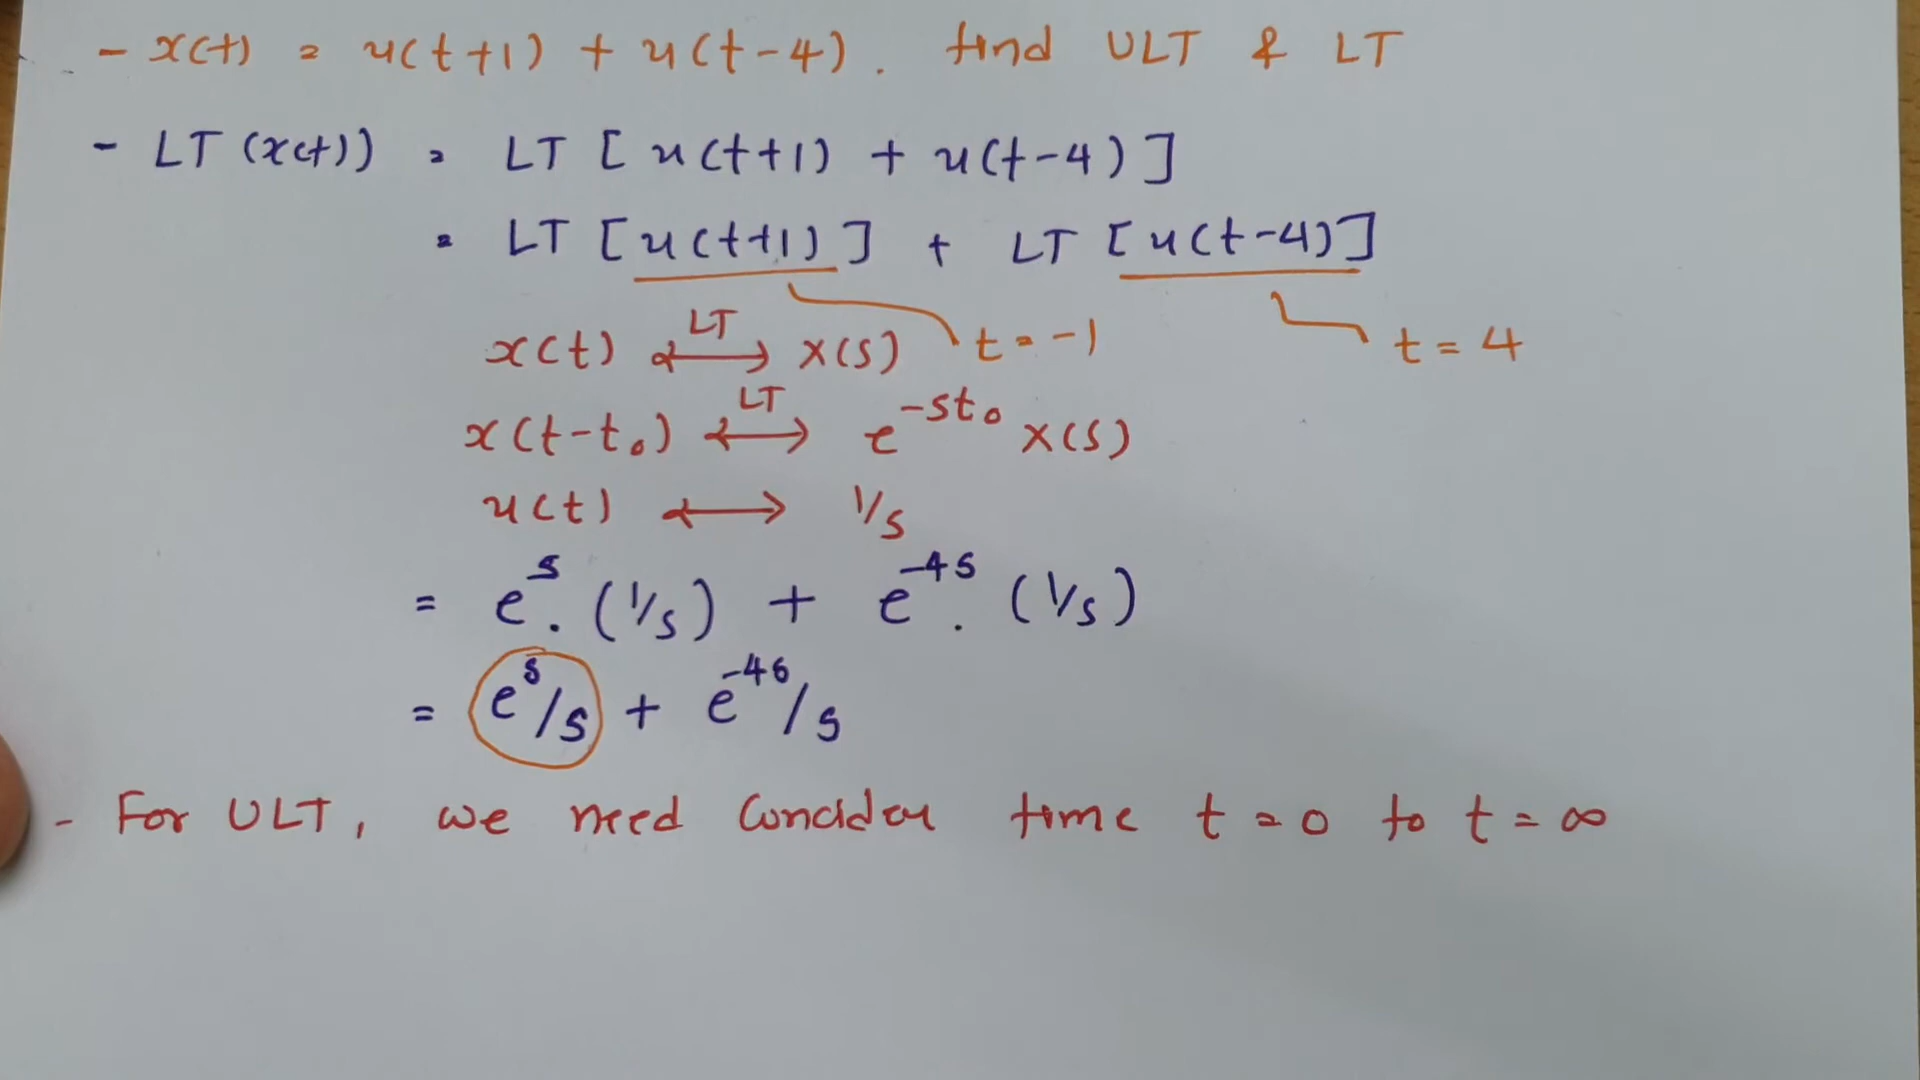 - x(t) = u(t+1) + u(t-4). find ULT & LT
- LT (x(t)) = LT [ u(t+1) + u(t-4) ]
= LT [ u(t+1) ] + LT [ u(t-4) ]
x(t) ⟷ LT X(s) t = -1 t = 4
x(t-t₀) ⟷ LT e^-st₀ X(s)
u(t) ⟷ 1/s
= e^s . (1/s) + e^-4s . (1/s)
= e^s/s + e^-4s/s
- For ULT, we need Concider time t = 0 to t = ∞